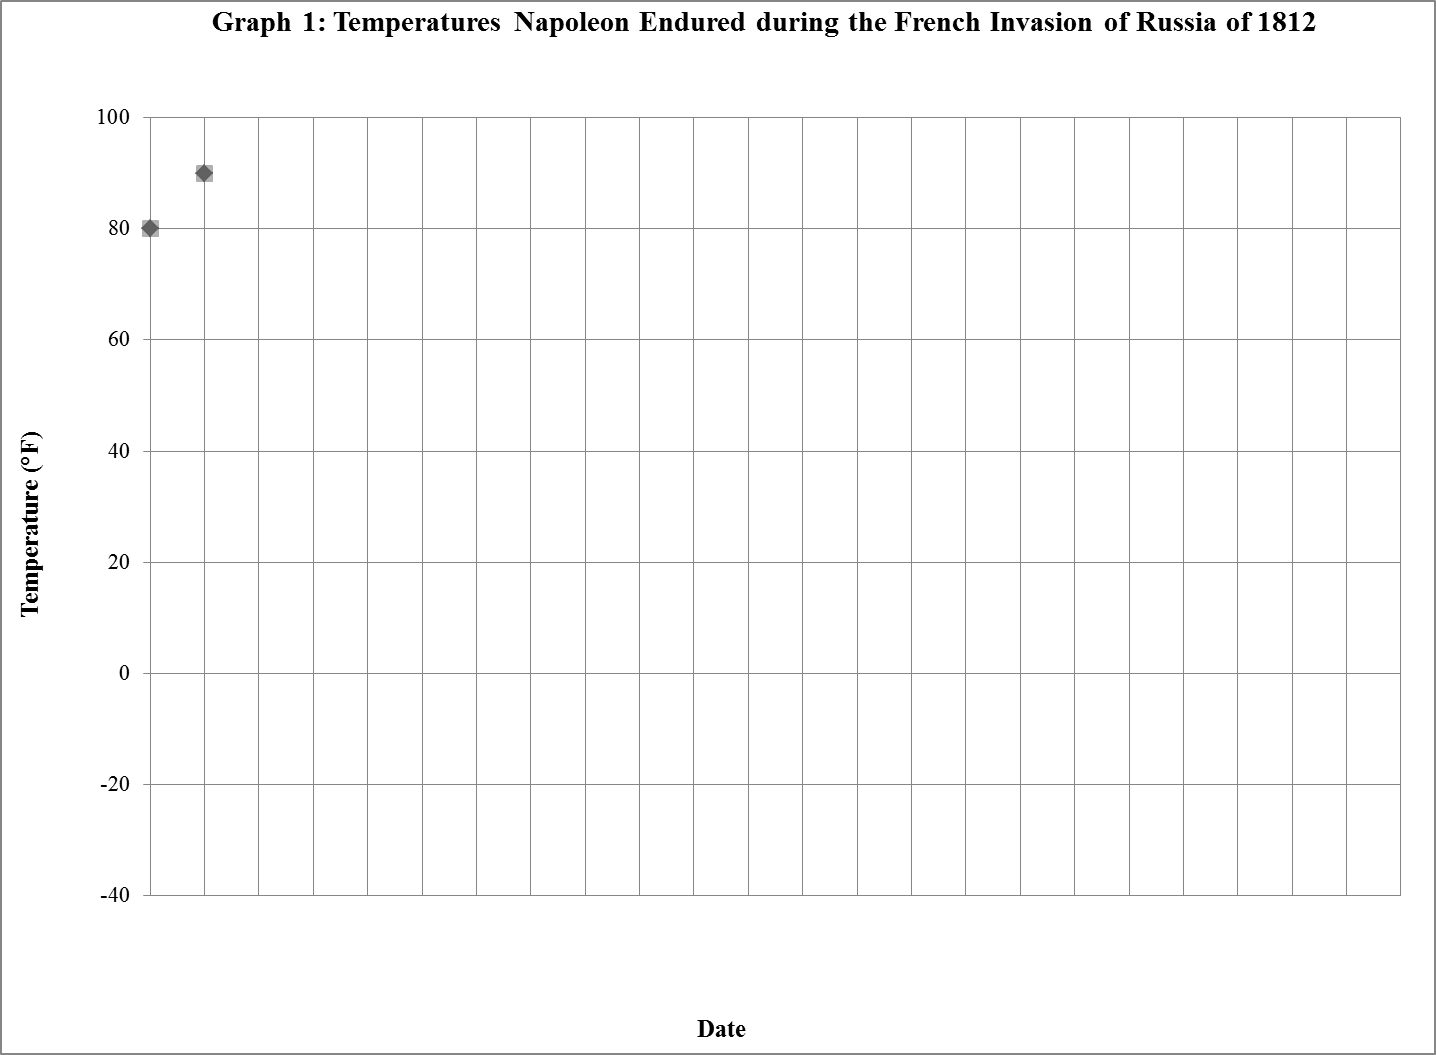 Graph 1: Temperatures Napoleon Endured during the French Invasion of Russia of 1812
100
80
60
40
20
0
-20
-40
Temperature (°F)
Date